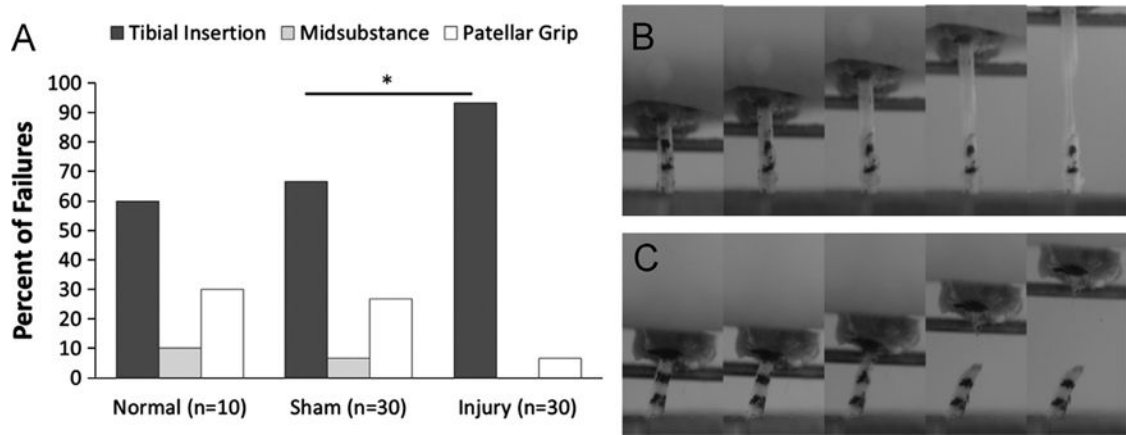 A
Tibial Insertion Midsubstance Patellar Grip
*
Percent of Failures
100
90
80
70
60
50
40
30
20
10
0
Normal (n=10) Sham (n=30) Injury (n=30)
B
C